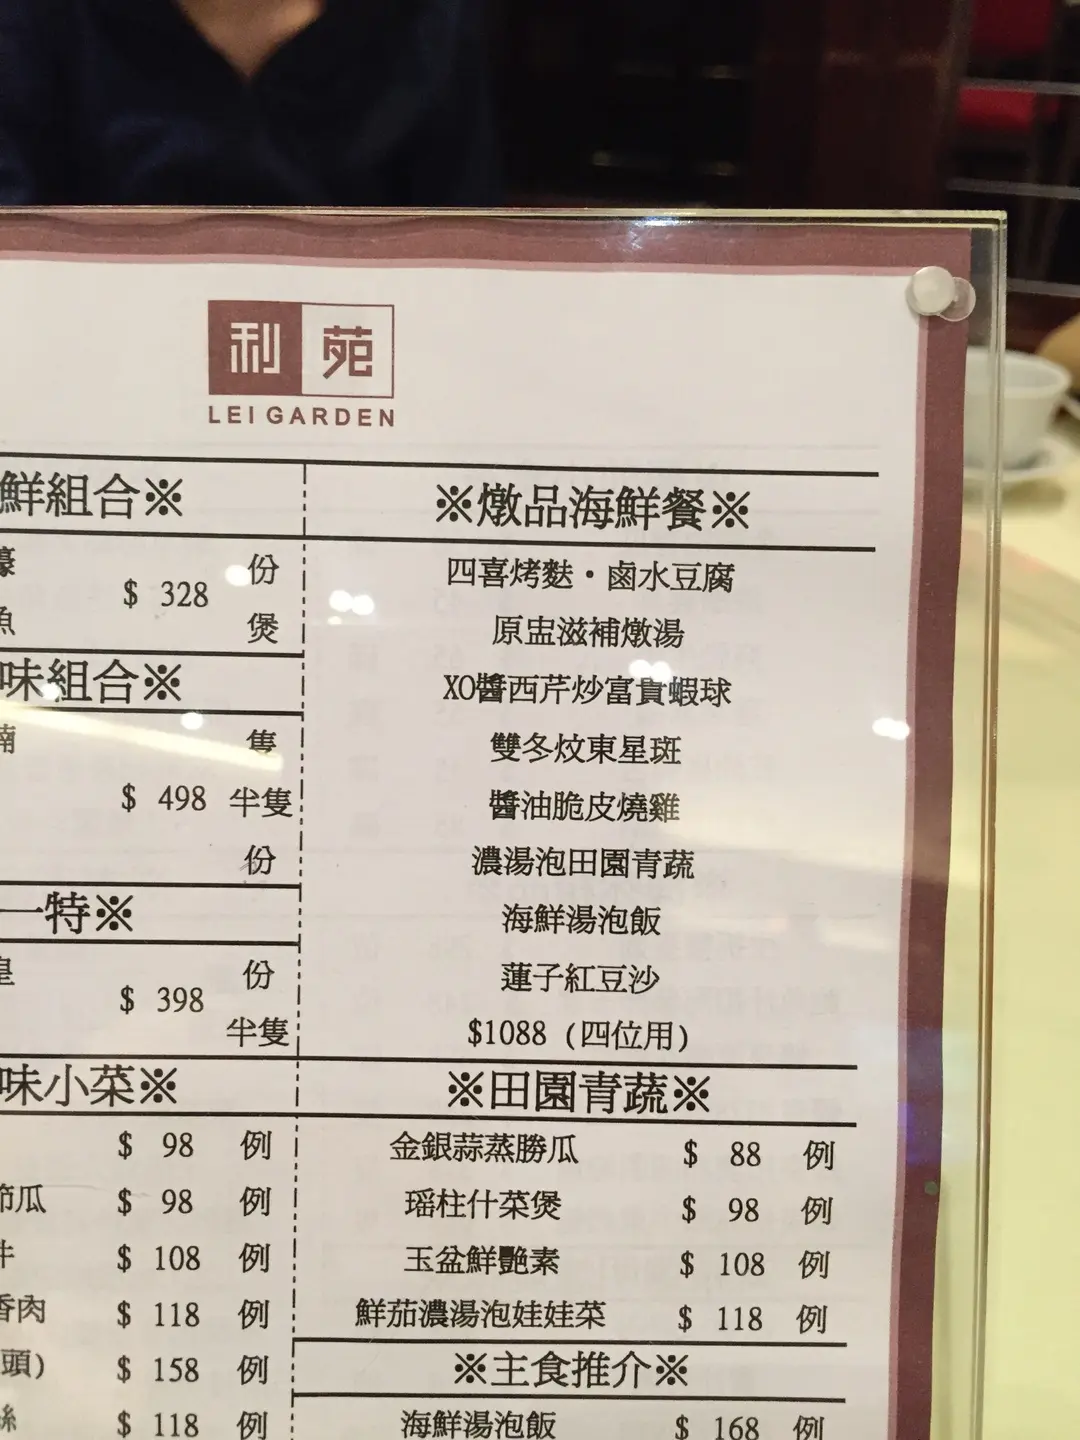 利苑
LEI GARDEN
鮮組合※
份
$ 328
煲
味組合※
隻
$ 498 半隻
份
一特※
份
$ 398
半隻
味小菜※
$ 98 例
節瓜 $ 98 例
$ 108 例
香肉 $ 118 例
頭) $ 158 例
$ 118 例
※燉品海鮮餐※
四喜烤麩・鹵水豆腐
原盅滋補燉湯
XO醬西芹炒富貴蝦球
雙冬炆東星斑
醬油脆皮燒雞
濃湯泡田園青蔬
海鮮湯泡飯
蓮子紅豆沙
$1088 (四位用)
※田園青蔬※
金銀蒜蒸勝瓜 $ 88 例
瑶柱什菜煲 $ 98 例
玉盆鮮艷素 $ 108 例
鮮茄濃湯泡娃娃菜 $ 118 例
※主食推介※
海鮮湯泡飯 $ 168 例